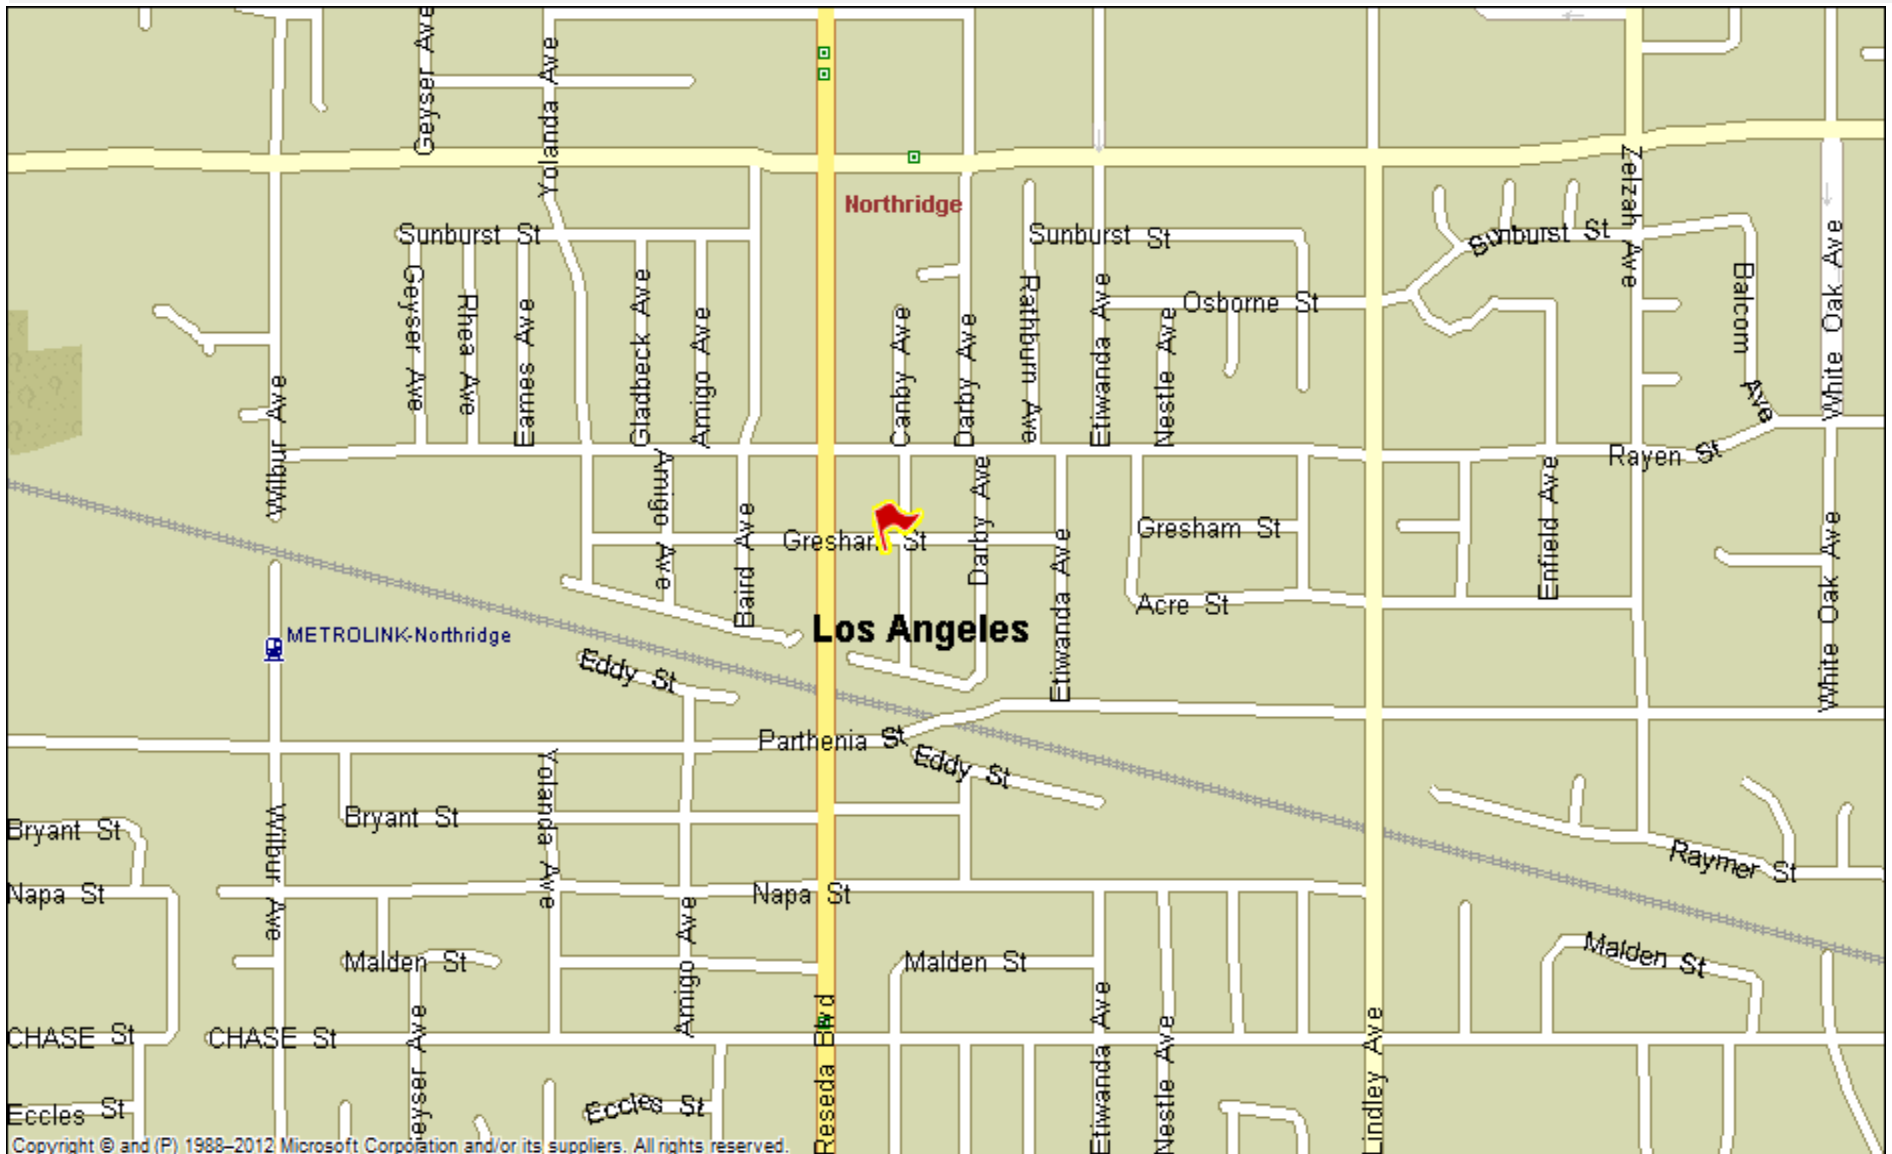 Geyser Ave
Yolanda Ave
Zelzah Ave
Northridge
Sunburst St
Sunburst St
Sunburst St
White Oak Ave
Geyser Ave
Rhea Ave
Eames Ave
Gladbeck Ave
Amigo Ave
Canby Ave
Darby Ave
Rathburn Ave
Etiwanda Ave
Nestle Ave
Osborne St
Balcom Ave
Wilbur Ave
Rayen St
Amigo Ave
Baird Ave
Gresham St
Darby Ave
Etiwanda Ave
Gresham St
Enfield Ave
White Oak Ave
Acre St
Los Angeles
METROLINK-Northridge
Eddy St
Parthenia St
Eddy St
Yolanda Ave
Wilbur Ave
Bryant St
Bryant St
Raymer St
Napa St
Napa St
Amigo Ave
Malden St
Malden St
Malden St
CHASE St
CHASE St
Geyser Ave
Reseda Blvd
Etiwanda Ave
Etiwanda Ave
Nestle Ave
Lindley Ave
Eccles St
Eccles St
Copyright © and (P) 1988–2012 Microsoft Corporation and/or its suppliers. All rights reserved.